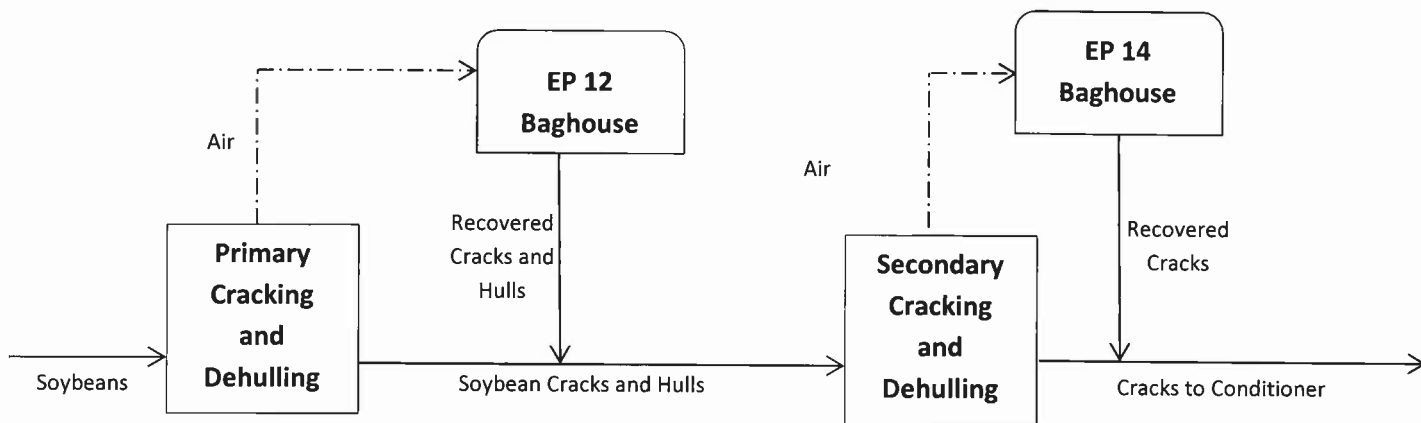 EP 12
Baghouse
EP 14
Baghouse
Air
Air
Recovered
Cracks and
Hulls
Recovered
Cracks
Primary
Cracking
and
Dehulling
Secondary
Cracking
and
Dehulling
Soybeans
Soybean Cracks and Hulls
Cracks to Conditioner